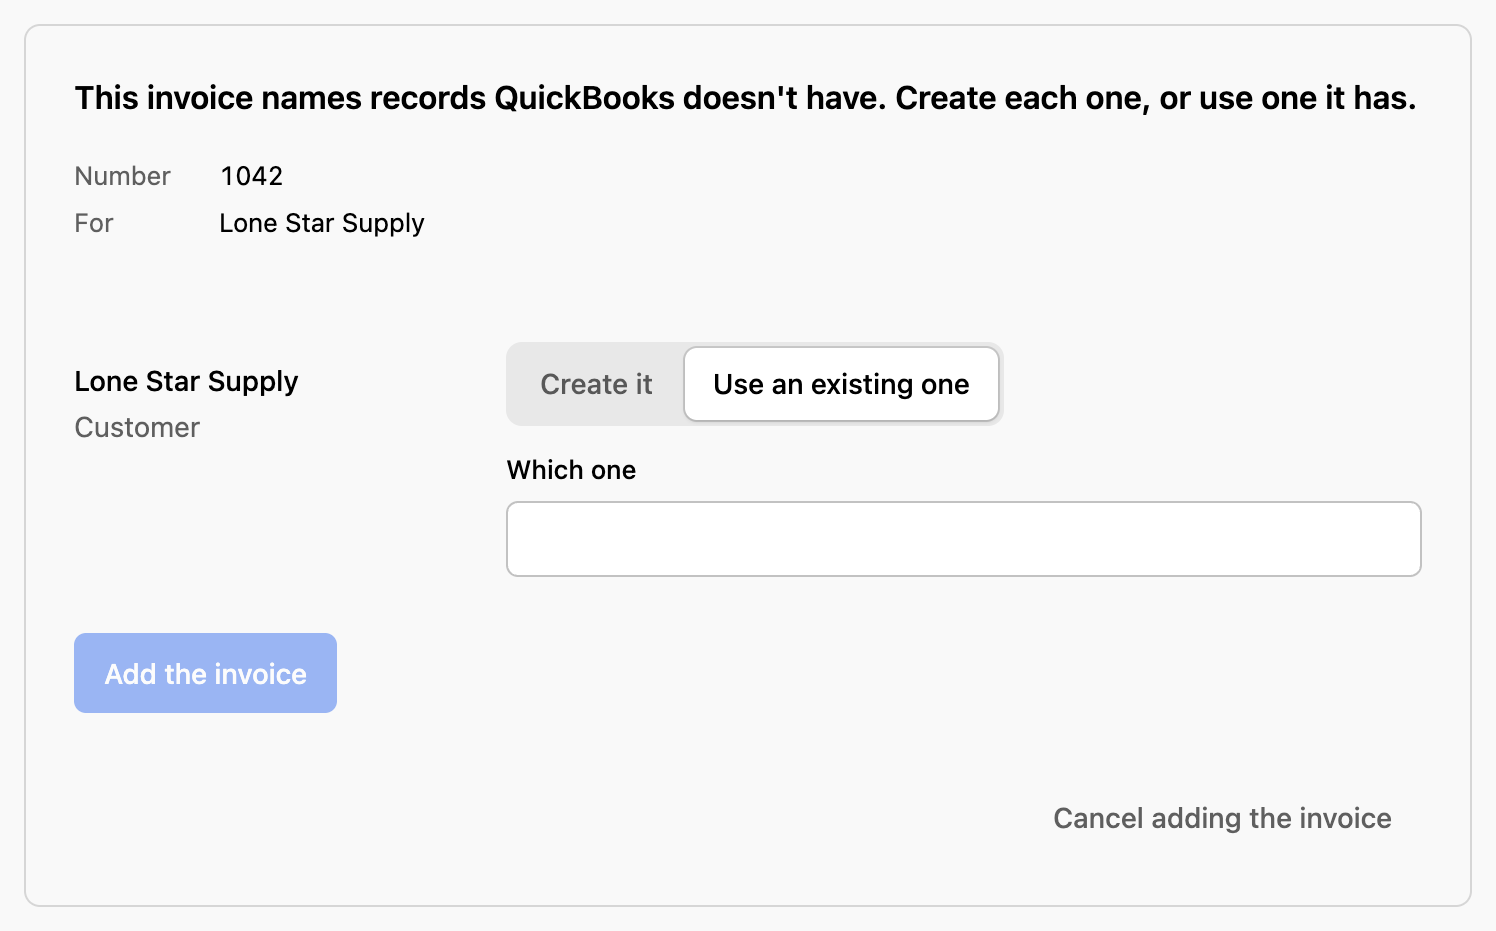 This invoice names records QuickBooks doesn't have. Create each one, or use one it has.
Number 1042
For Lone Star Supply
Lone Star Supply
Customer
Create it Use an existing one
Which one
Add the invoice
Cancel adding the invoice